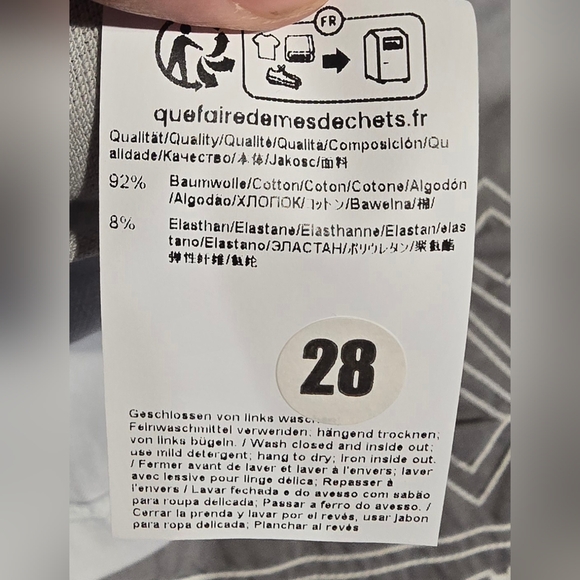 FR
quefairedemesdechets.fr
Qualität/Quality/Qualité/Qualità/Composición/Qu
alidade/Качество/本体/Jakosc/面料
92% Baumwolle/Cotton/Coton/Cotone/Algodón
/Algodão/ХЛОПОК/コットン/Bawełna/棉/
8% Elasthan/Elastane/Elasthanne/Elastan/elas
tano/Elastano/ЭЛАСТАН/ポリウレタン/聚氨酯
弹性纤维/氨纶
28
Geschlossen von links
Feinwaschmittel verwenden; hängend trocknen;
von links bügeln. / Wash closed and inside out;
use mild detergent; hang to dry; Iron inside out.
/ Fermer avant de laver et laver à l'envers; laver
avec lessive pour linge délica; Repasser à
l'envers / Lavar fechada e do avesso com sabão
para roupa delicada; Passar a ferro do avesso. /
Cerrar la prenda y lavar por el revés, usar jabon
para ropa delicada; Planchar al revés